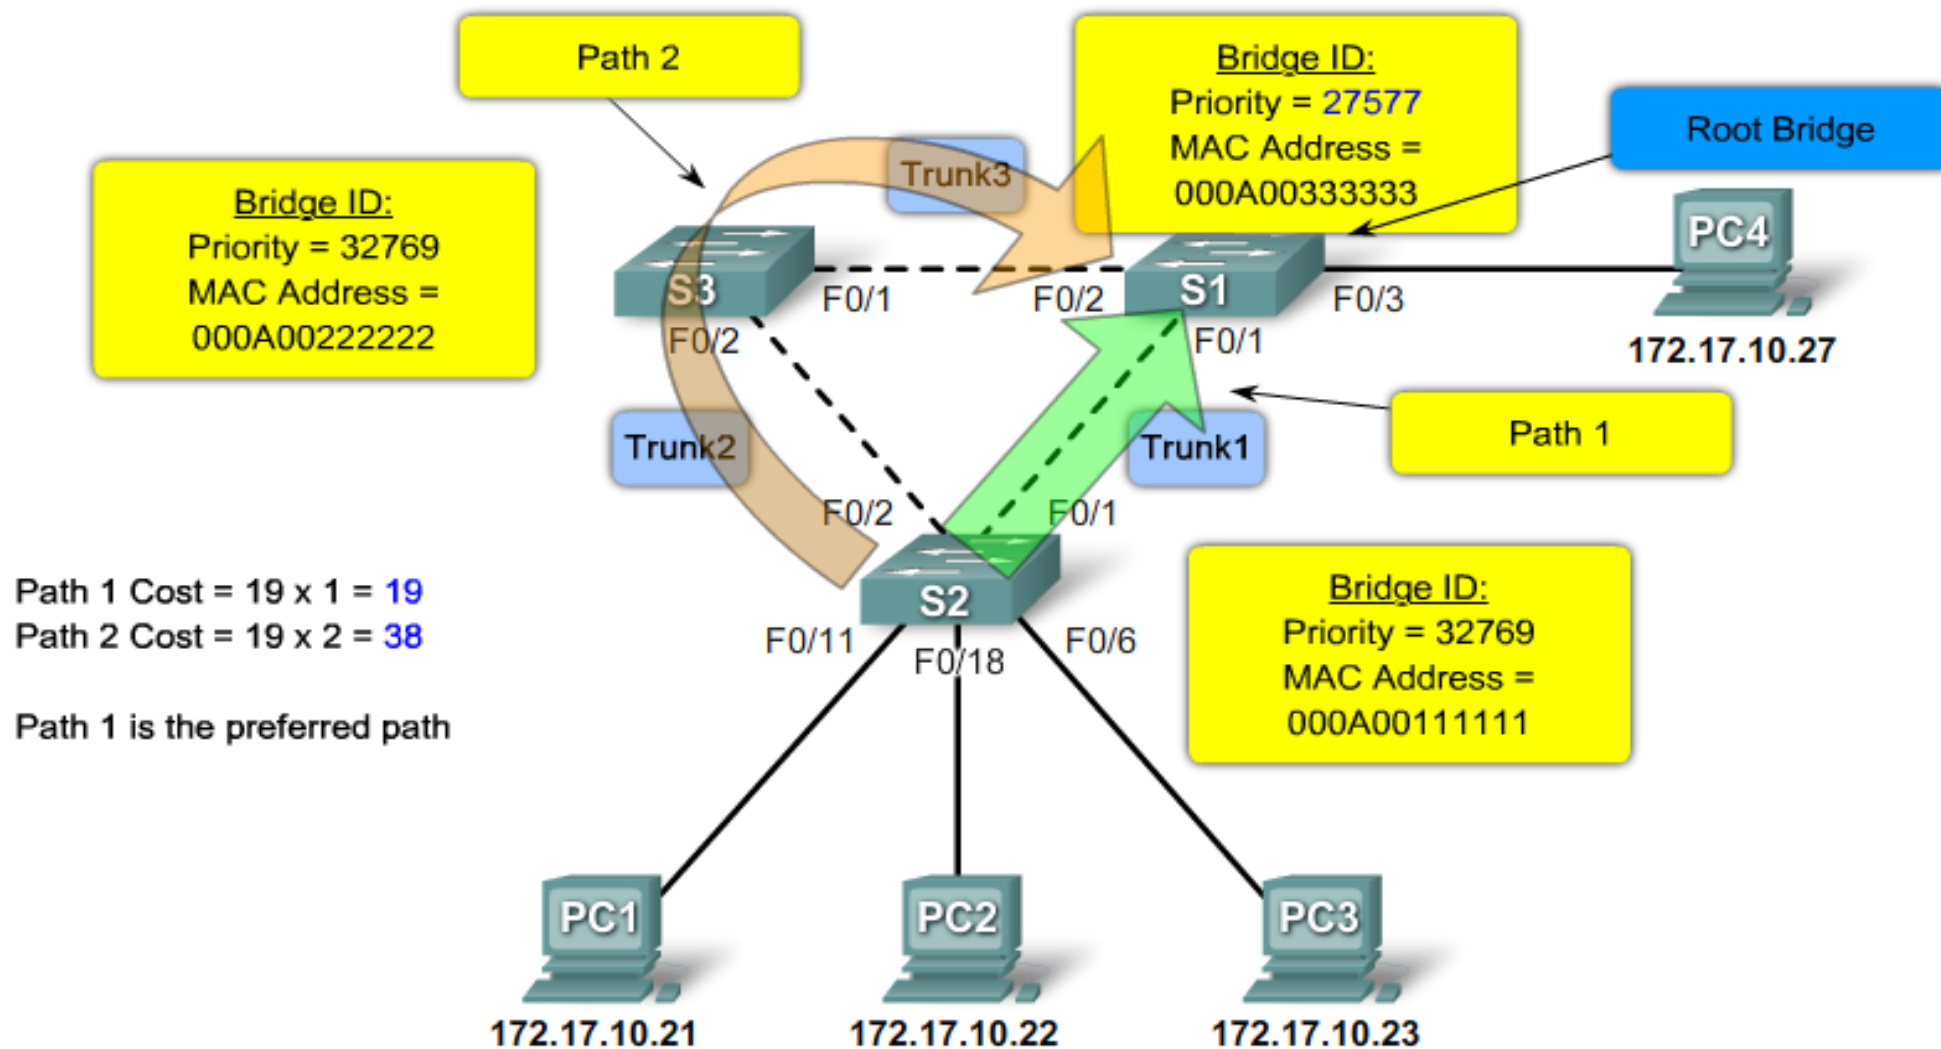 Path 2
Bridge ID:
Priority = 27577
MAC Address =
000A00333333
Root Bridge
Trunk3
Bridge ID:
Priority = 32769
MAC Address =
000A00222222
PC4
S3
F0/1
F0/2
S1
F0/3
F0/2
F0/1
172.17.10.27
Path 1
Trunk2
Trunk1
F0/2
F0/1
Path 1 Cost = 19 x 1 = 19
Path 2 Cost = 19 x 2 = 38
Path 1 is the preferred path
S2
F0/11
F0/18
F0/6
Bridge ID:
Priority = 32769
MAC Address =
000A00111111
PC1
PC2
PC3
172.17.10.21
172.17.10.22
172.17.10.23